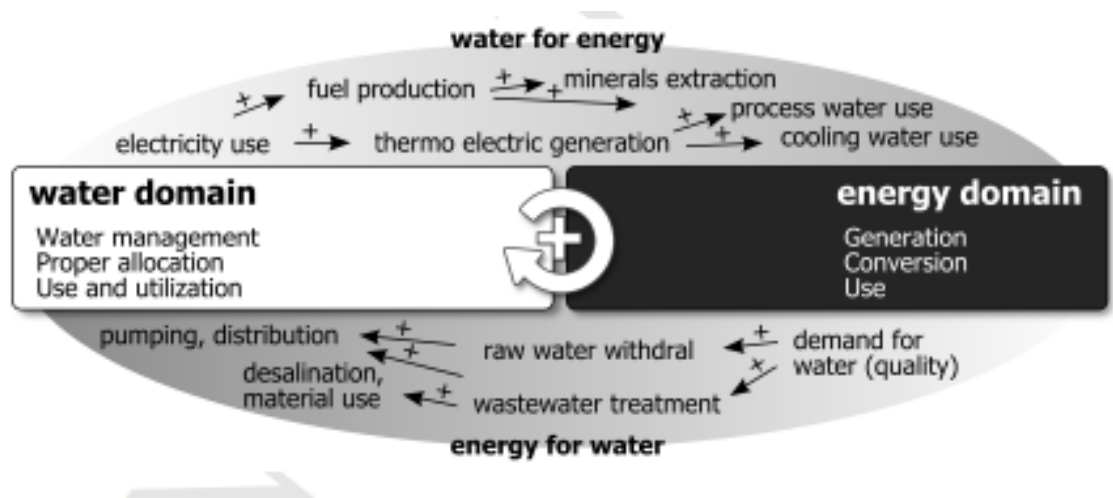 water for energy
fuel production + + minerals extraction
+ + process water use
electricity use + thermo electric generation + cooling water use
water domain
Water management
Proper allocation
Use and utilization
+
energy domain
Generation
Conversion
Use
pumping, distribution + raw water withdral + demand for
water (quality)
+ +
desalination,
material use + wastewater treatment
energy for water